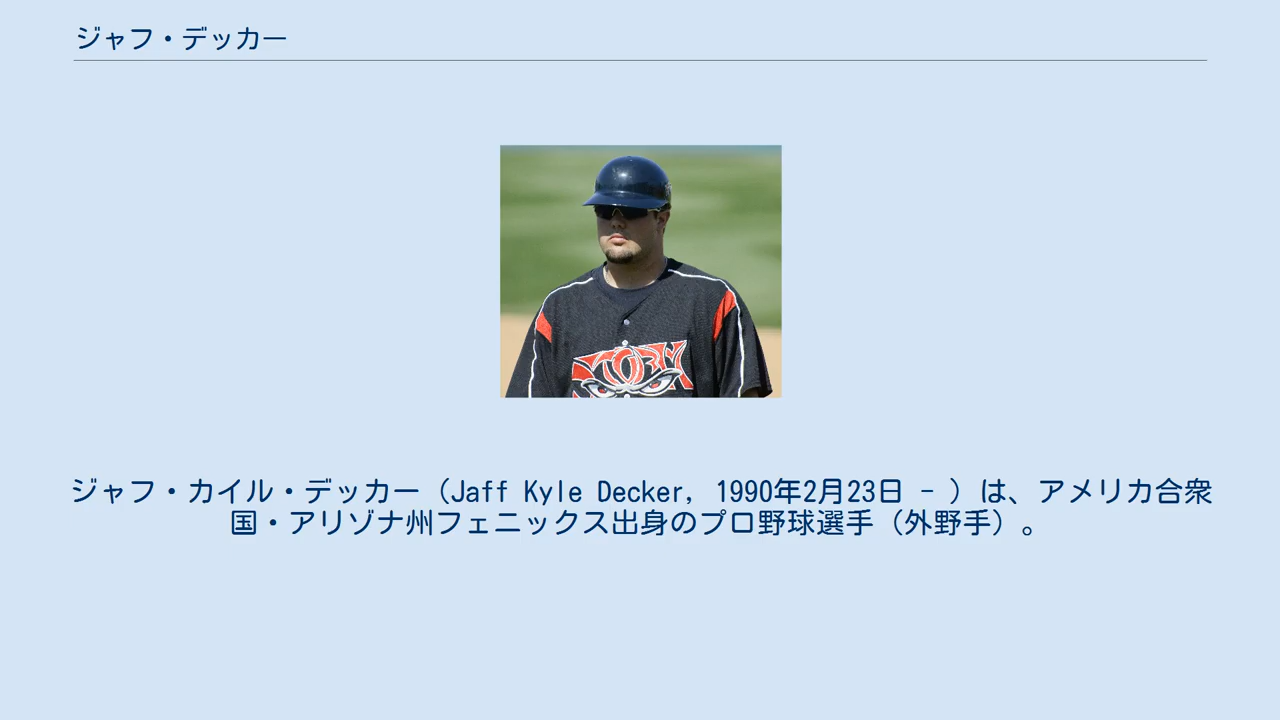 ジャフ・デッカー
STORM
ジャフ・カイル・デッカー（Jaff Kyle Decker, 1990年2月23日 - ）は、アメリカ合衆
国・アリゾナ州フェニックス出身のプロ野球選手（外野手）。